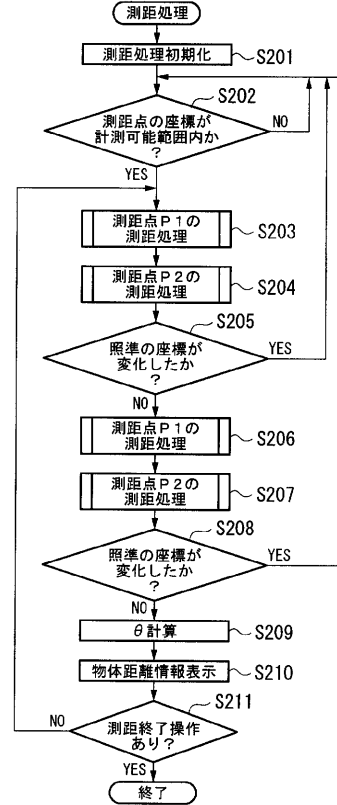 測距処理
測距処理初期化
S201
S202
測距点の座標が
計測可能範囲内か
?
NO
YES
測距点P1の
測距処理
S203
測距点P2の
測距処理
S204
S205
照準の座標が
変化したか
?
YES
NO
測距点P1の
測距処理
S206
測距点P2の
測距処理
S207
S208
照準の座標が
変化したか
?
YES
NO
θ計算
S209
物体距離情報表示
S210
S211
測距終了操作
あり?
NO
YES
終了